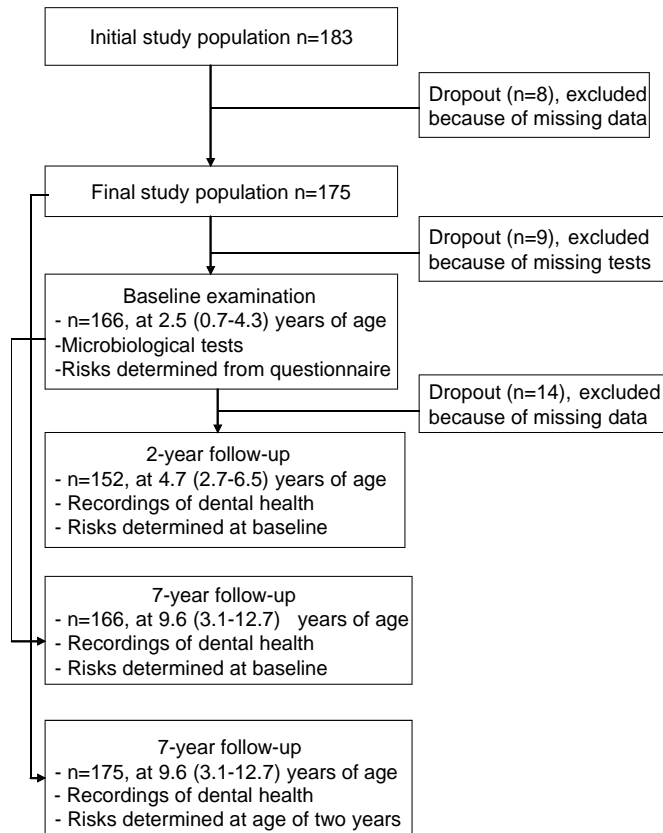 Initial study population n=183
Dropout (n=8), excluded
because of missing data
Final study population n=175
Dropout (n=9), excluded
because of missing tests
Baseline examination
- n=166, at 2.5 (0.7-4.3) years of age
-Microbiological tests
-Risks determined from questionnaire
Dropout (n=14), excluded
because of missing data
2-year follow-up
- n=152, at 4.7 (2.7-6.5) years of age
- Recordings of dental health
- Risks determined at baseline
7-year follow-up
- n=166, at 9.6 (3.1-12.7) years of age
- Recordings of dental health
- Risks determined at baseline
7-year follow-up
- n=175, at 9.6 (3.1-12.7) years of age
- Recordings of dental health
- Risks determined at age of two years